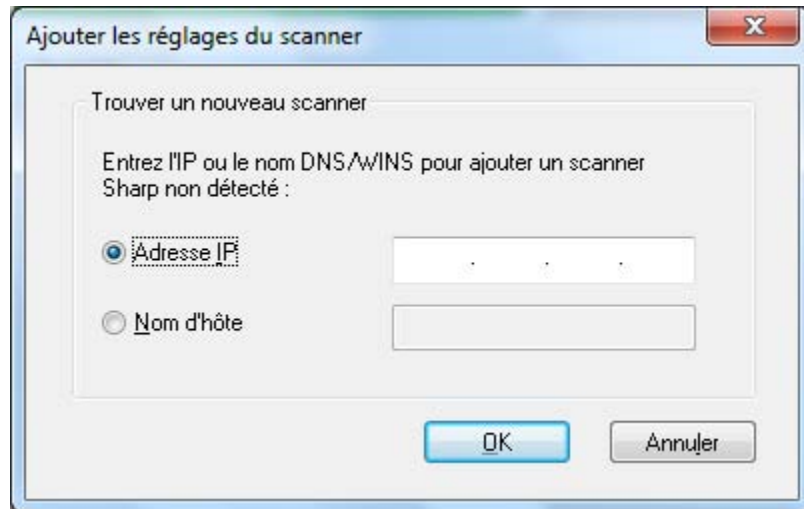 Ajouter les réglages du scanner
Trouver un nouveau scanner
Entrez l'IP ou le nom DNS/WINS pour ajouter un scanner
Sharp non détecté :
Adresse IP
. . .
Nom d'hôte
OK
Annuler